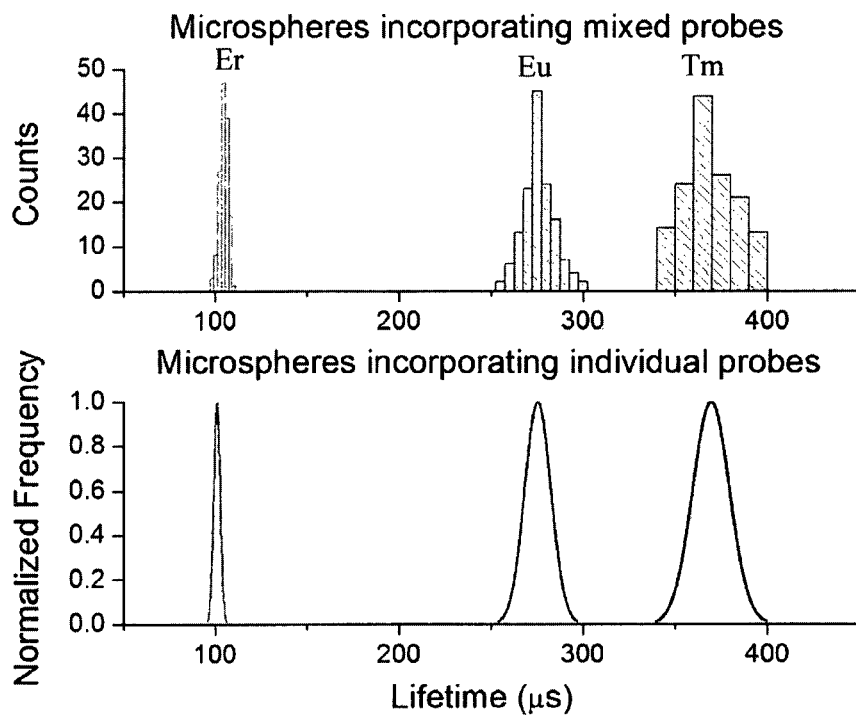 Microspheres incorporating mixed probes
Er
Eu
Tm
Counts
50
40
30
20
10
0
100
200
300
400
Microspheres incorporating individual probes
Normalized Frequency
1.0
0.8
0.6
0.4
0.2
0.0
100
200
300
400
Lifetime (μs)